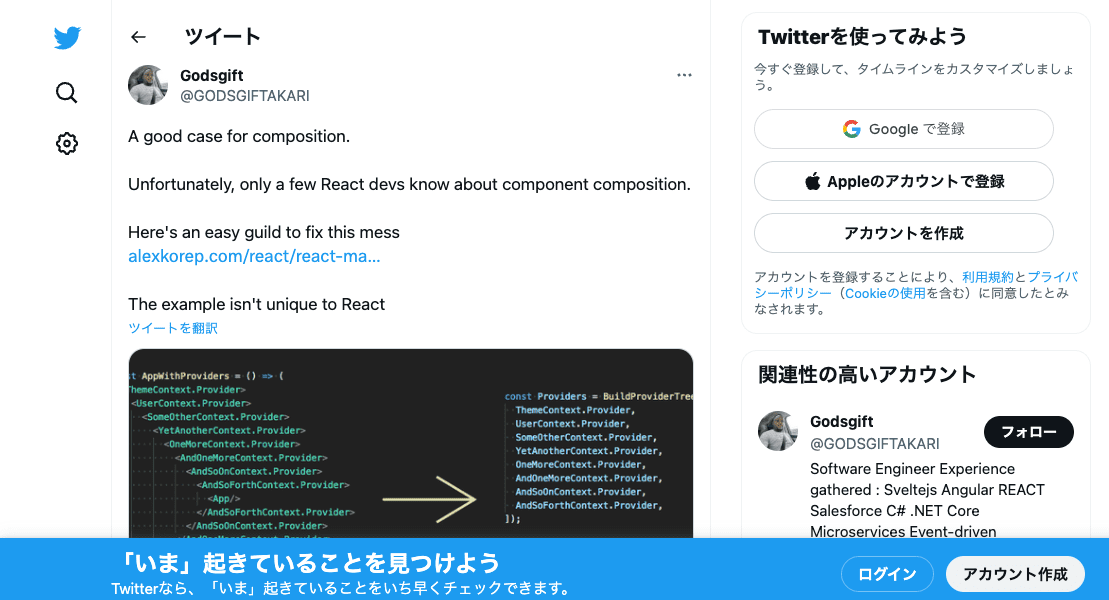 ツイート
Godsgift
@GODSGIFTAKARI
A good case for composition.
Unfortunately, only a few React devs know about component composition.
Here's an easy guild to fix this mess
alexkorep.com/react/react-ma...
The example isn't unique to React
ツイートを翻訳
AppWithProviders = () => (
ThemeContext.Provider>
<UserContext.Provider>
<SomeOtherContext.Provider>
<YetAnotherContext.Provider>
<OneMoreContext.Provider>
<AndOneMoreContext.Provider>
<AndSoOnContext.Provider>
<AndSoForthContext.Provider>
<App/>
</AndSoForthContext.Provider>
</AndSoOnContext.Provider>
const Providers = BuildProviderTree
ThemeContext.Provider,
UserContext.Provider,
SomeOtherContext.Provider,
YetAnotherContext.Provider,
OneMoreContext.Provider,
AndOneMoreContext.Provider,
AndSoOnContext.Provider,
AndSoForthContext.Provider,
]);
Twitterを使ってみよう
今すぐ登録して、タイムラインをカスタマイズしましょ
う。
Google で登録
Appleのアカウントで登録
アカウントを作成
アカウントを登録することにより、利用規約とプライバ
シーポリシー（Cookieの使用を含む）に同意したとみ
なされます。
関連性の高いアカウント
Godsgift
@GODSGIFTAKARI
フォロー
Software Engineer Experience
gathered : Sveltejs Angular REACT
Salesforce C# .NET Core
Microservices Event-driven
「いま」起きていることを見つけよう
Twitterなら、「いま」起きていることをいち早くチェックできます。
ログイン
アカウント作成